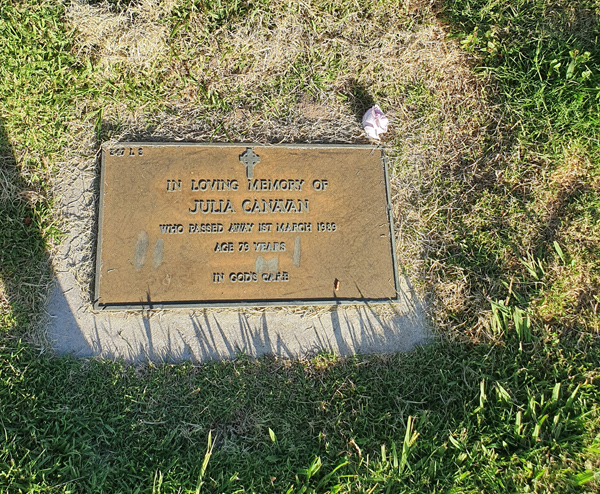 IN LOVING MEMORY OF
JULIA CANAVAN
WHO PASSED AWAY 1ST MARCH 1989
AGE 79 YEARS
IN GOD'S CARE